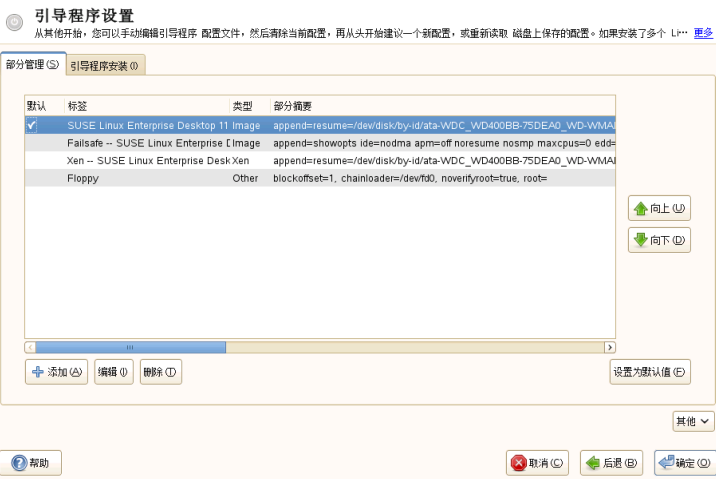 引导程序设置
从其他开始，您可以手动编辑引导程序 配置文件，然后清除当前配置，再从头开始建议一个新配置，或重新读取 磁盘上保存的配置。如果安装了多个 Li… 更多
部分管理(S) 引导程序安装(I)
默认 标签 类型 部分摘要
SUSE Linux Enterprise Desktop 11 Image append=resume=/dev/disk/by-id/ata-WDC_WD400BB-75DEA0_WD-WMA
Failsafe -- SUSE Linux Enterprise D Image append=showopts ide=nodma apm=off noresume nosmp maxcpus=0 edd=
Xen -- SUSE Linux Enterprise Desk Xen append=resume=/dev/disk/by-id/ata-WDC_WD400BB-75DEA0_WD-WMA
Floppy Other blockoffset=1, chainloader=/dev/fd0, noverifyroot=true, root=
向上(U)
向下(D)
添加(A) 编辑(I) 删除(T) 设置为默认值(F)
其他
帮助 取消(C) 后退(B) 确定(O)